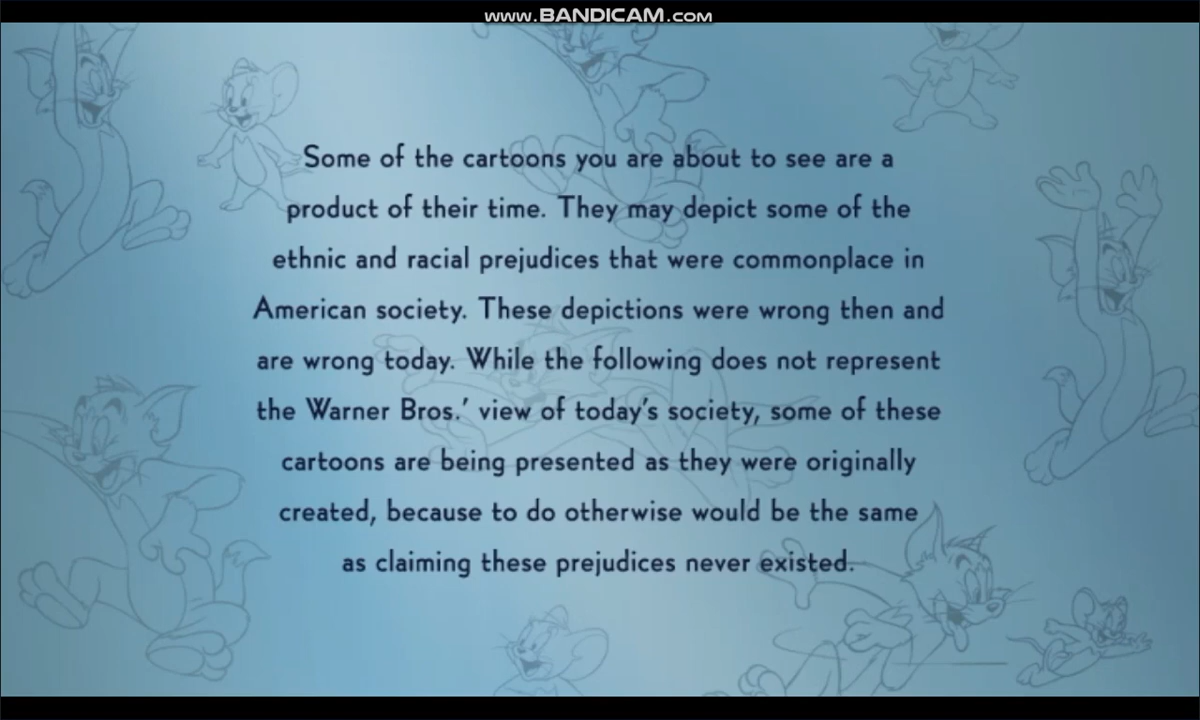 www.BANDICAM.com
Some of the cartoons you are about to see are a
product of their time. They may depict some of the
ethnic and racial prejudices that were commonplace in
American society. These depictions were wrong then and
are wrong today. While the following does not represent
the Warner Bros.’ view of today’s society, some of these
cartoons are being presented as they were originally
created, because to do otherwise would be the same
as claiming these prejudices never existed.